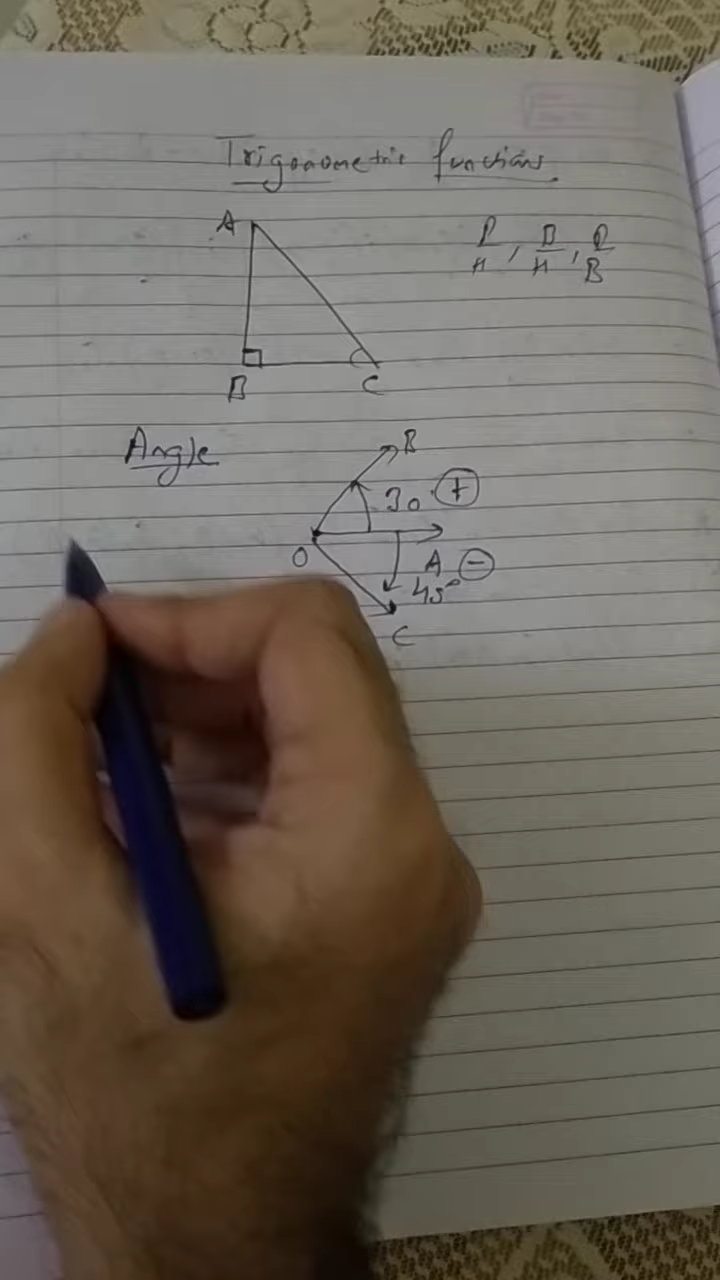 Trigonometric functions.
A
P/H, B/H, P/B
B C
Angle
B
30 +
O A -
45°
C